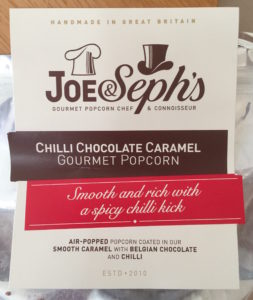 HANDMADE IN GREAT BRITAIN
JOE & Seph's
GOURMET POPCORN CHEF & CONNOISSEUR
CHILLI CHOCOLATE CARAMEL
GOURMET POPCORN
Smooth and rich with
a spicy chilli kick
AIR-POPPED POPCORN COATED IN OUR
SMOOTH CARAMEL WITH BELGIAN CHOCOLATE
AND CHILLI
ESTD • 2010